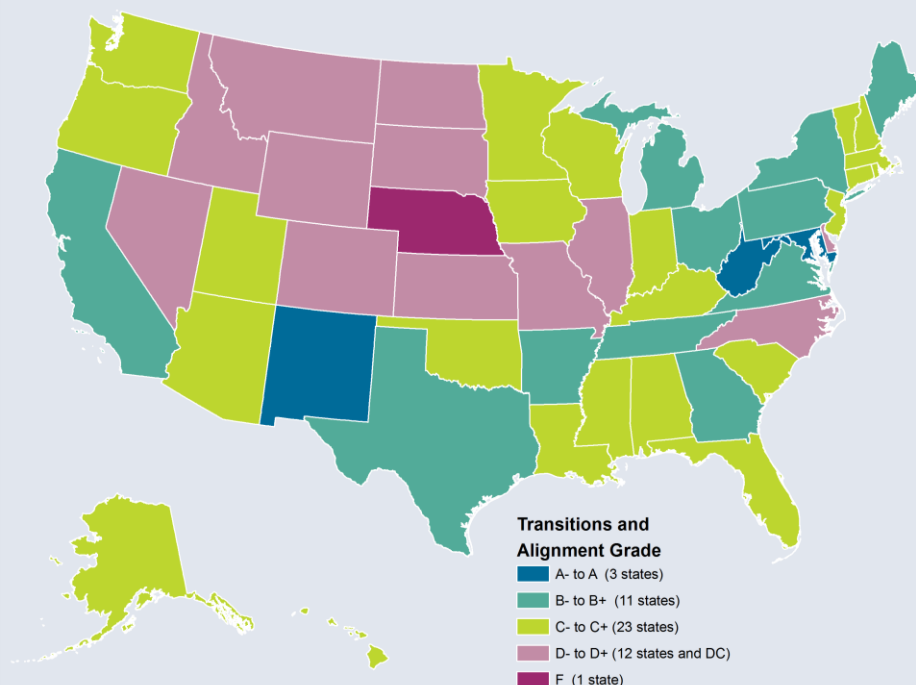 Transitions and
Alignment Grade
A- to A (3 states)
B- to B+ (11 states)
C- to C+ (23 states)
D- to D+ (12 states and DC)
F (1 state)